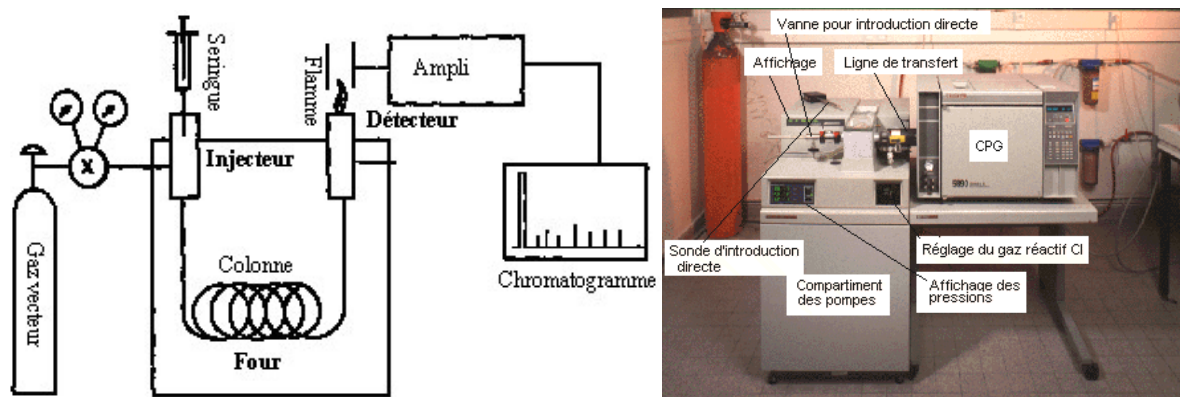 Seringue
Flamme
Ampli
Détecteur
Injecteur
X
Gaz vecteur
Colonne
Four
Chromatogramme
Vanne pour introduction directe
Affichage
Ligne de transfert
CPG
5890
Sonde d'introduction
directe
Réglage du gaz réactif CI
Compartiment
des pompes
Affichage des
pressions